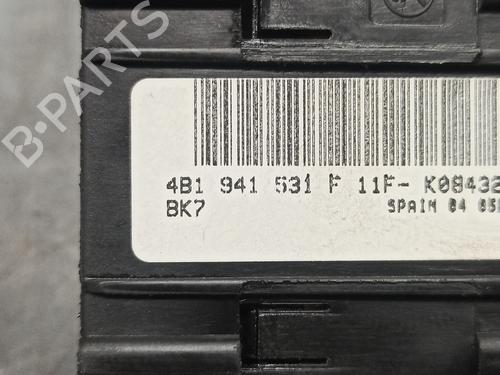 B-PARTS
4B1 941 531 F 11F- K08432
BK7 SPAIN 04 05